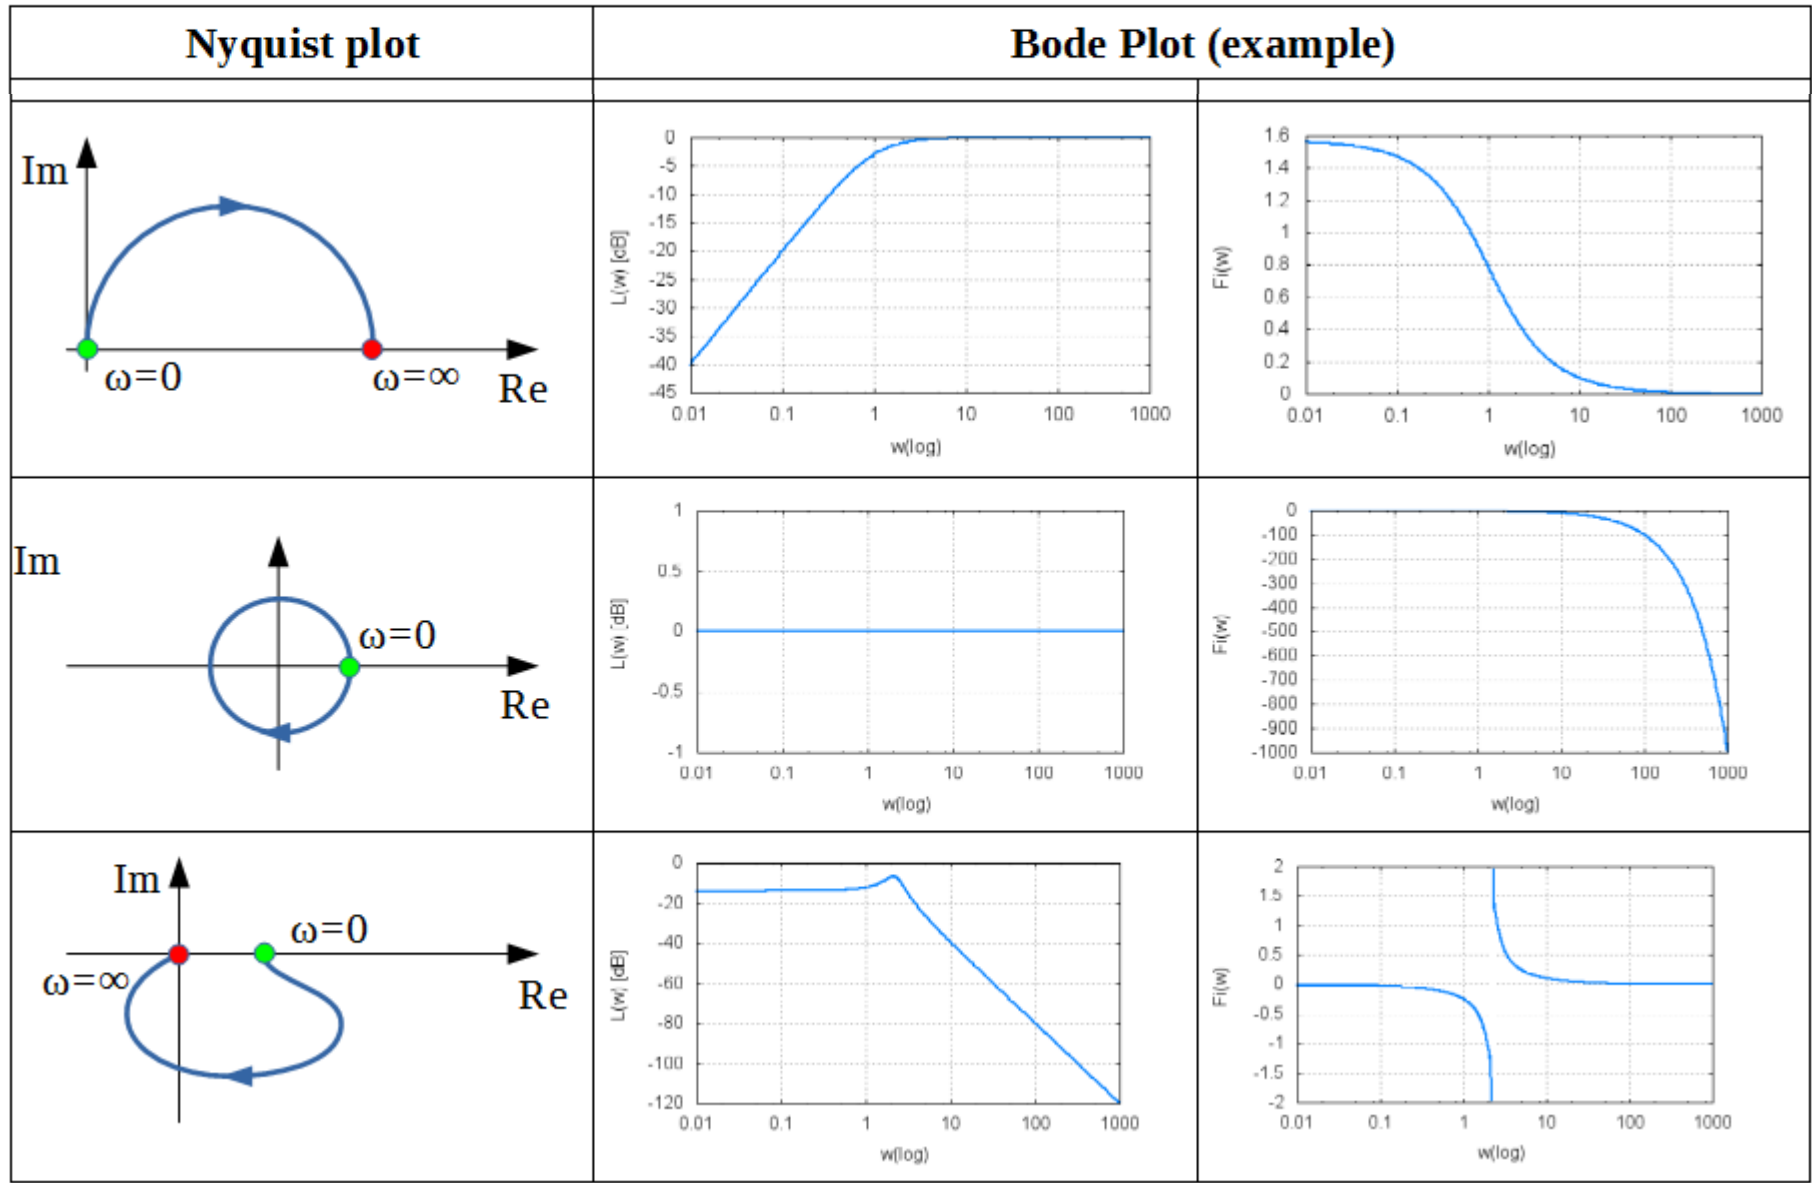 Nyquist plot
Bode Plot (example)
Im
ω=0
ω=∞
Re
0
-5
-10
-15
-20
-25
-30
-35
-40
-45
L(w) [dB]
0.01 0.1 1 10 100 1000
w(log)
1.6
1.4
1.2
1
0.8
0.6
0.4
0.2
0
Fi(w)
0.01 0.1 1 10 100 1000
w(log)
Im
ω=0
Re
1
0.5
0
-0.5
-1
L(w) [dB]
0.01 0.1 1 10 100 1000
w(log)
0
-100
-200
-300
-400
-500
-600
-700
-800
-900
-1000
Fi(w)
0.01 0.1 1 10 100 1000
w(log)
Im
ω=0
ω=∞
Re
0
-20
-40
-60
-80
-100
-120
L(w) [dB]
0.01 0.1 1 10 100 1000
w(log)
2
1.5
1
0.5
0
-0.5
-1
-1.5
-2
Fi(w)
0.01 0.1 1 10 100 1000
w(log)